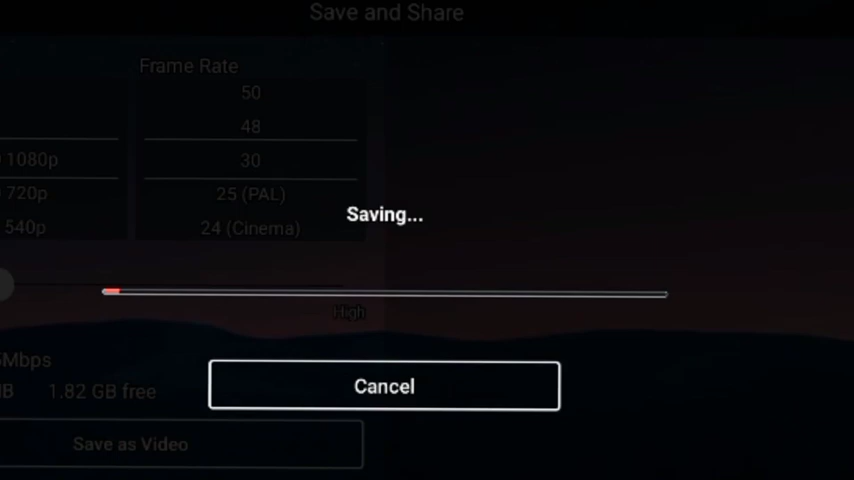 Save and Share
Frame Rate
50
48
1080p
30
720p
25 (PAL)
Saving...
540p
24 (Cinema)
High
Mbps
1.82 GB free
Cancel
Save as Video